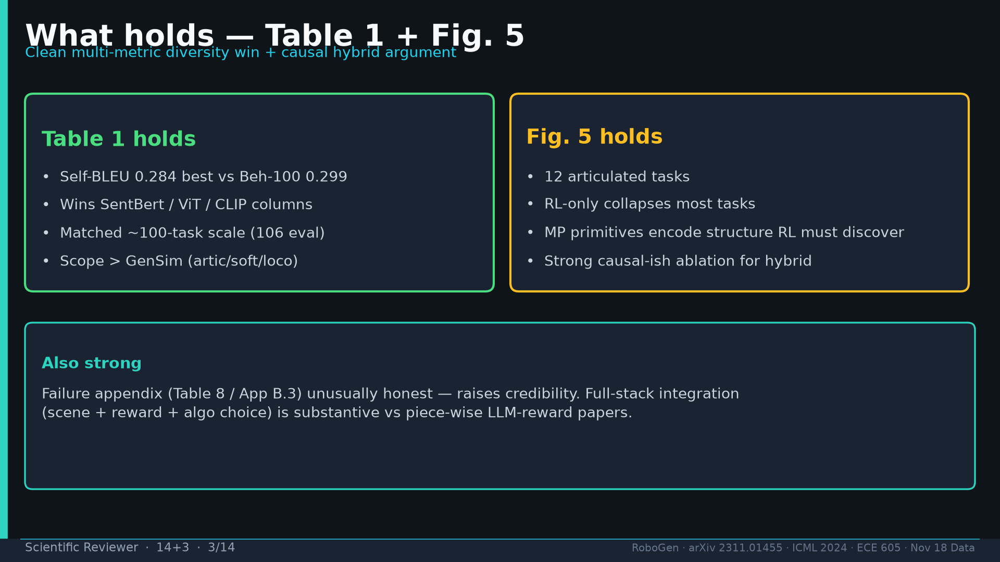 What holds — Table 1 + Fig. 5
Clean multi-metric diversity win + causal hybrid argument
Table 1 holds
• Self-BLEU 0.284 best vs Beh-100 0.299
• Wins SentBert / ViT / CLIP columns
• Matched ~100-task scale (106 eval)
• Scope > GenSim (artic/soft/loco)
Fig. 5 holds
• 12 articulated tasks
• RL-only collapses most tasks
• MP primitives encode structure RL must discover
• Strong causal-ish ablation for hybrid
Also strong
Failure appendix (Table 8 / App B.3) unusually honest — raises credibility. Full-stack integration
(scene + reward + algo choice) is substantive vs piece-wise LLM-reward papers.
Scientific Reviewer · 14+3 · 3/14
RoboGen · arXiv 2311.01455 · ICML 2024 · ECE 605 · Nov 18 Data